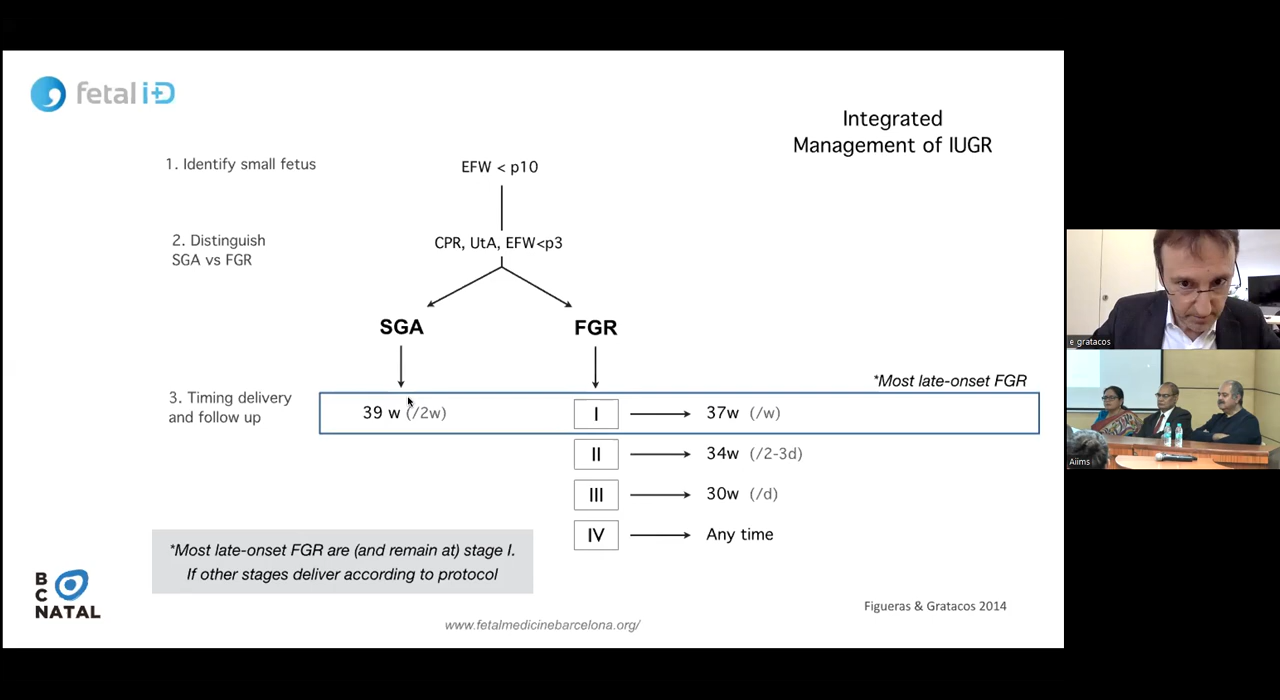 fetal i+D
Integrated
Management of IUGR
1. Identify small fetus
EFW < p10
2. Distinguish
SGA vs FGR
CPR, UtA, EFW<p3
SGA
FGR
*Most late-onset FGR
3. Timing delivery
and follow up
39 w (/2w)
I
37w (/w)
II
34w (/2-3d)
III
30w (/d)
IV
Any time
*Most late-onset FGR are (and remain at) stage I.
If other stages deliver according to protocol
B
C
NATAL
Figueras & Gratacos 2014
www.fetalmedicinebarcelona.org/
e gratacos
Aiims